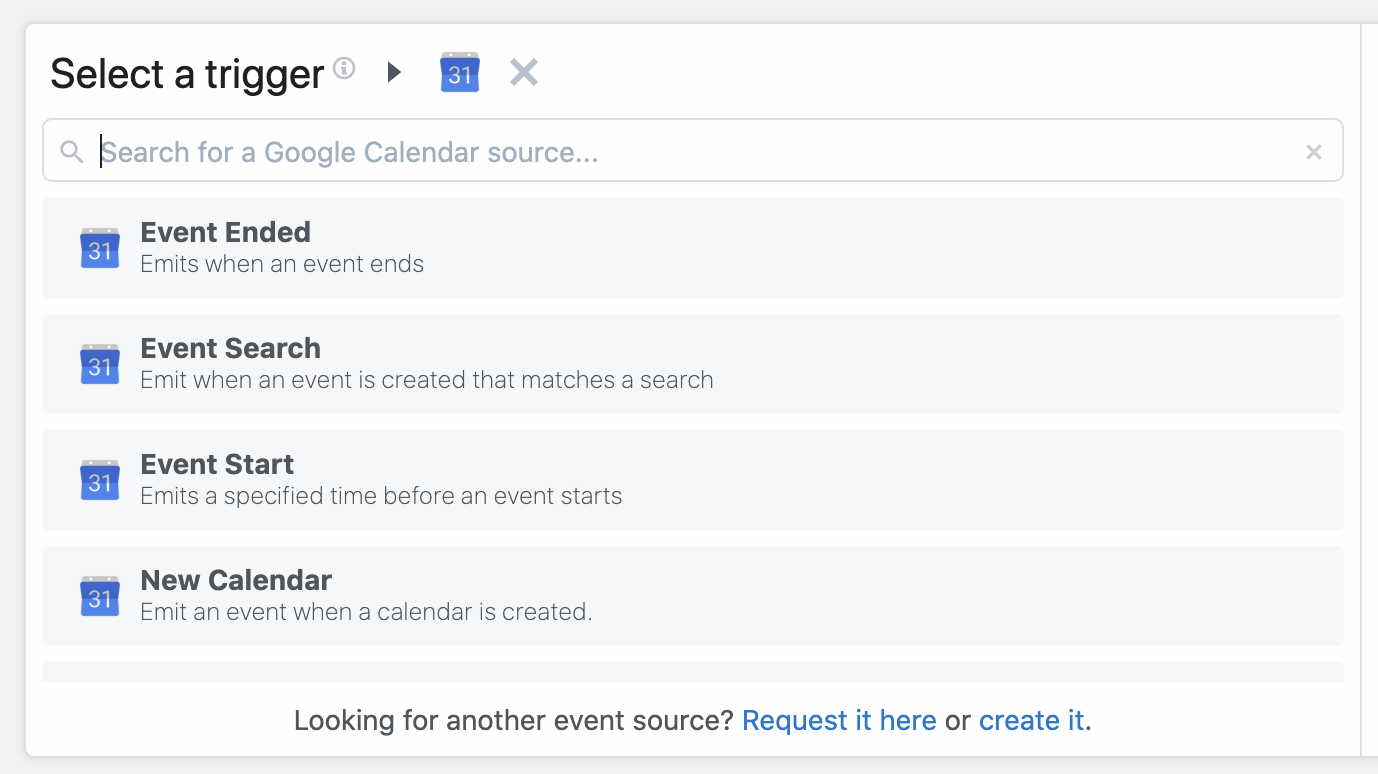 Select a trigger
31
Search for a Google Calendar source...
31
Event Ended
Emits when an event ends
31
Event Search
Emit when an event is created that matches a search
31
Event Start
Emits a specified time before an event starts
31
New Calendar
Emit an event when a calendar is created.
Looking for another event source? Request it here or create it.